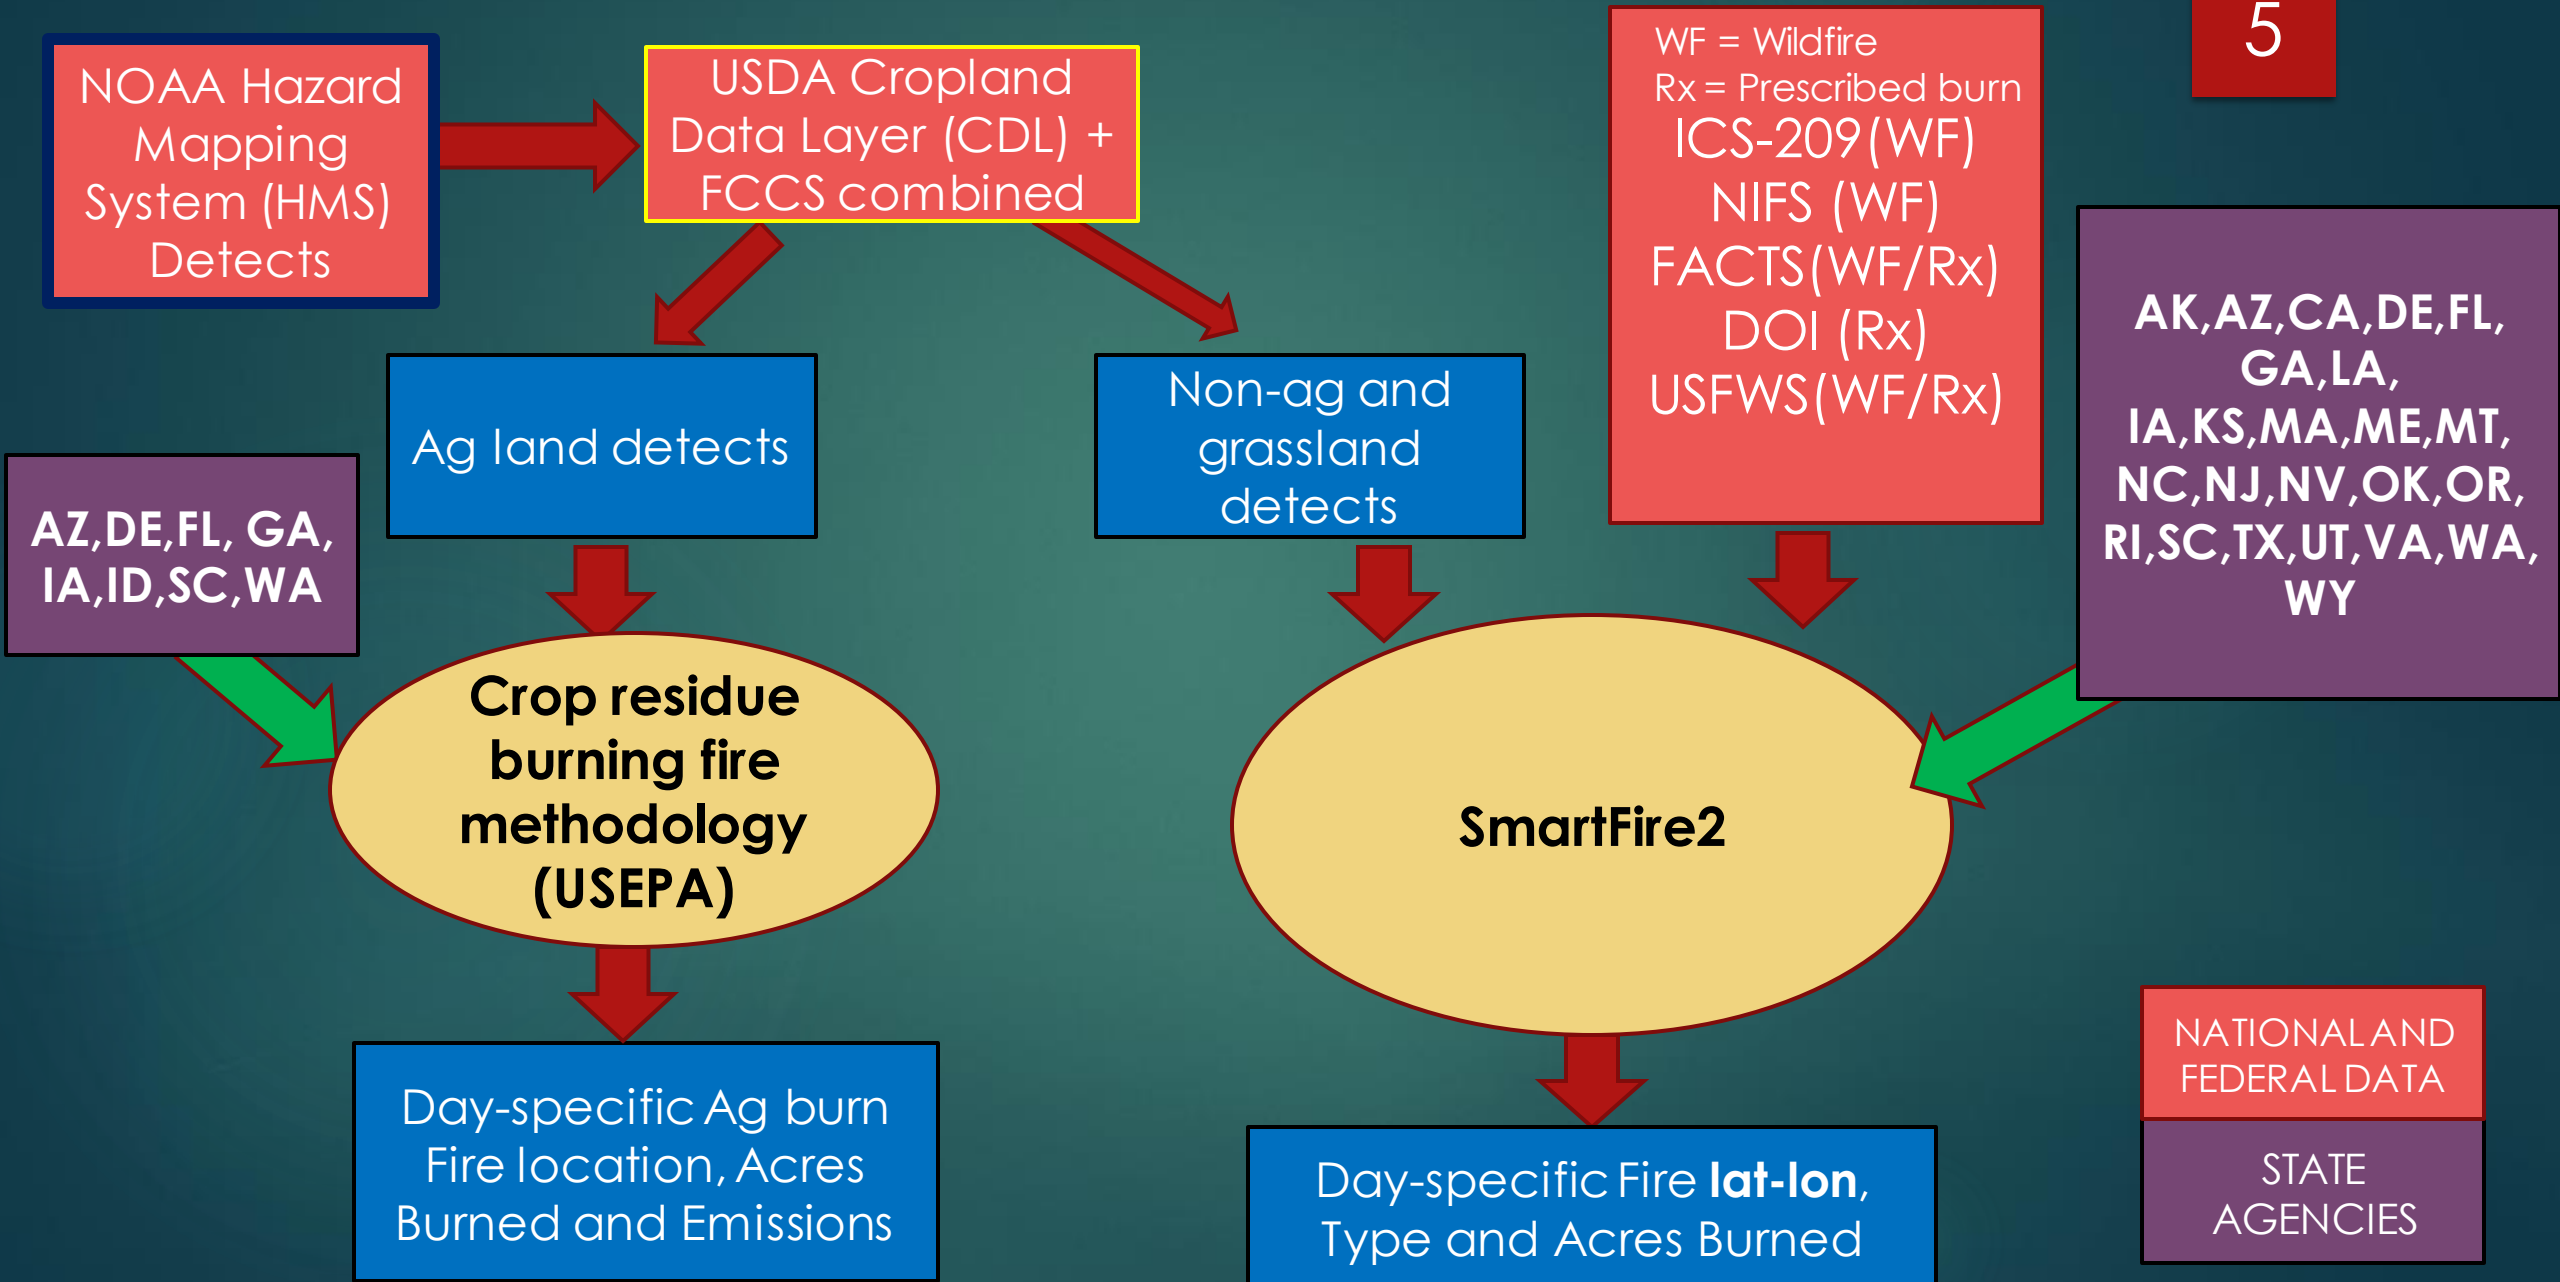 5
NOAA Hazard
Mapping
System (HMS)
Detects
USDA Cropland
Data Layer (CDL) +
FCCS combined
WF = Wildfire
Rx = Prescribed burn
ICS-209(WF)
NIFS (WF)
FACTS(WF/Rx)
DOI (Rx)
USFWS(WF/Rx)
AK,AZ,CA,DE,FL,
GA,LA,
IA,KS,MA,ME,MT,
NC,NJ,NV,OK,OR,
RI,SC,TX,UT,VA,WA,
WY
Ag land detects
Non-ag and
grassland
detects
AZ,DE,FL, GA,
IA,ID,SC,WA
Crop residue
burning fire
methodology
(USEPA)
SmartFire2
Day-specific Ag burn
Fire location, Acres
Burned and Emissions
Day-specific Fire lat-lon,
Type and Acres Burned
NATIONAL AND
FEDERAL DATA
STATE
AGENCIES